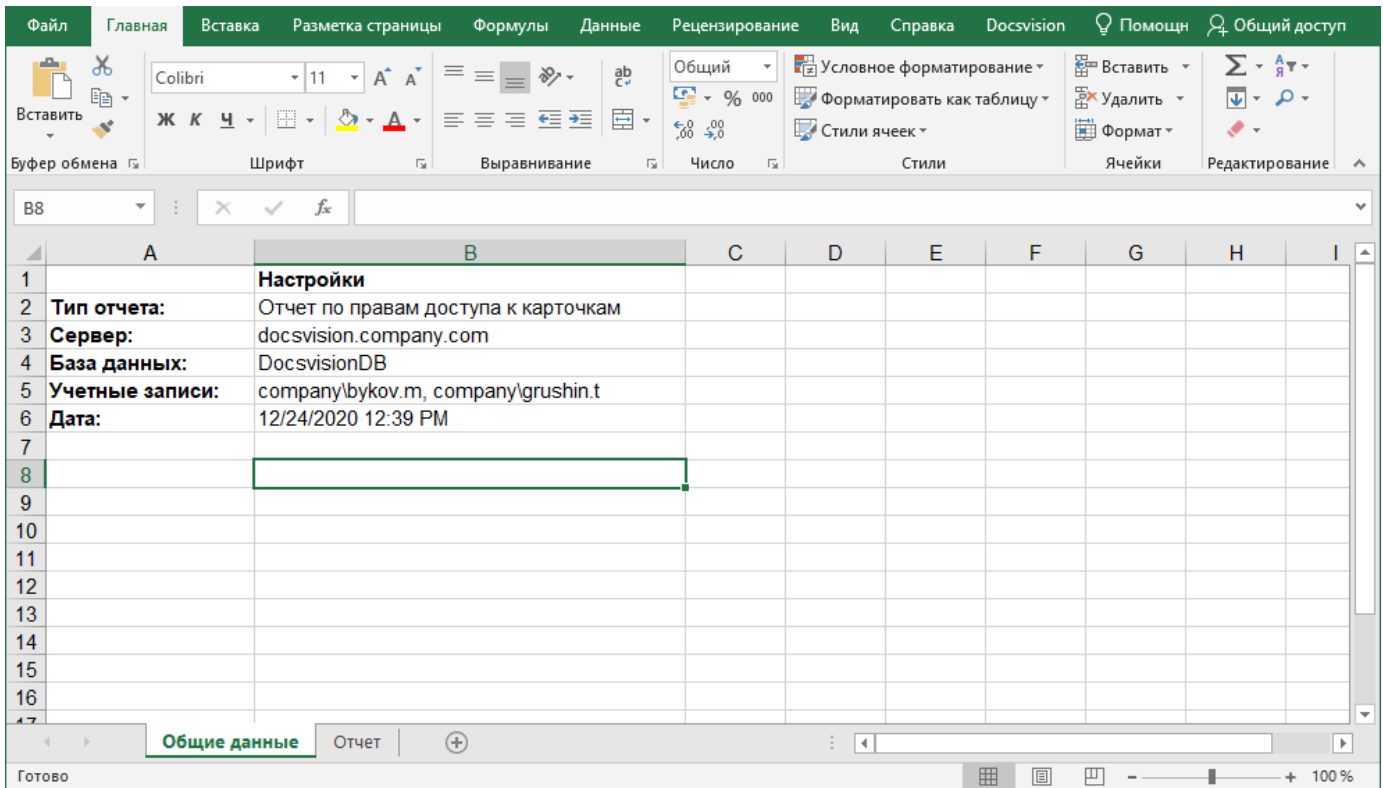 Файл Главная Вставка Разметка страницы Формулы Данные Рецензирование Вид Справка Docsvision Помощн Общий доступ
Вставить
Colibri 11
Ж К Ч
Общий
% 000
Условное форматирование
Форматировать как таблицу
Стили ячеек
Вставить
Удалить
Формат
Буфер обмена Шрифт Выравнивание Число Стили Ячейки Редактирование
B8 fx
A B C D E F G H I
1 Настройки
2 Тип отчета: Отчет по правам доступа к карточкам
3 Сервер: docsvision.company.com
4 База данных: DocsvisionDB
5 Учетные записи: company\bykov.m, company\grushin.t
6 Дата: 12/24/2020 12:39 PM
7
8
9
10
11
12
13
14
15
16
17
Общие данные Отчет
Готово 100 %